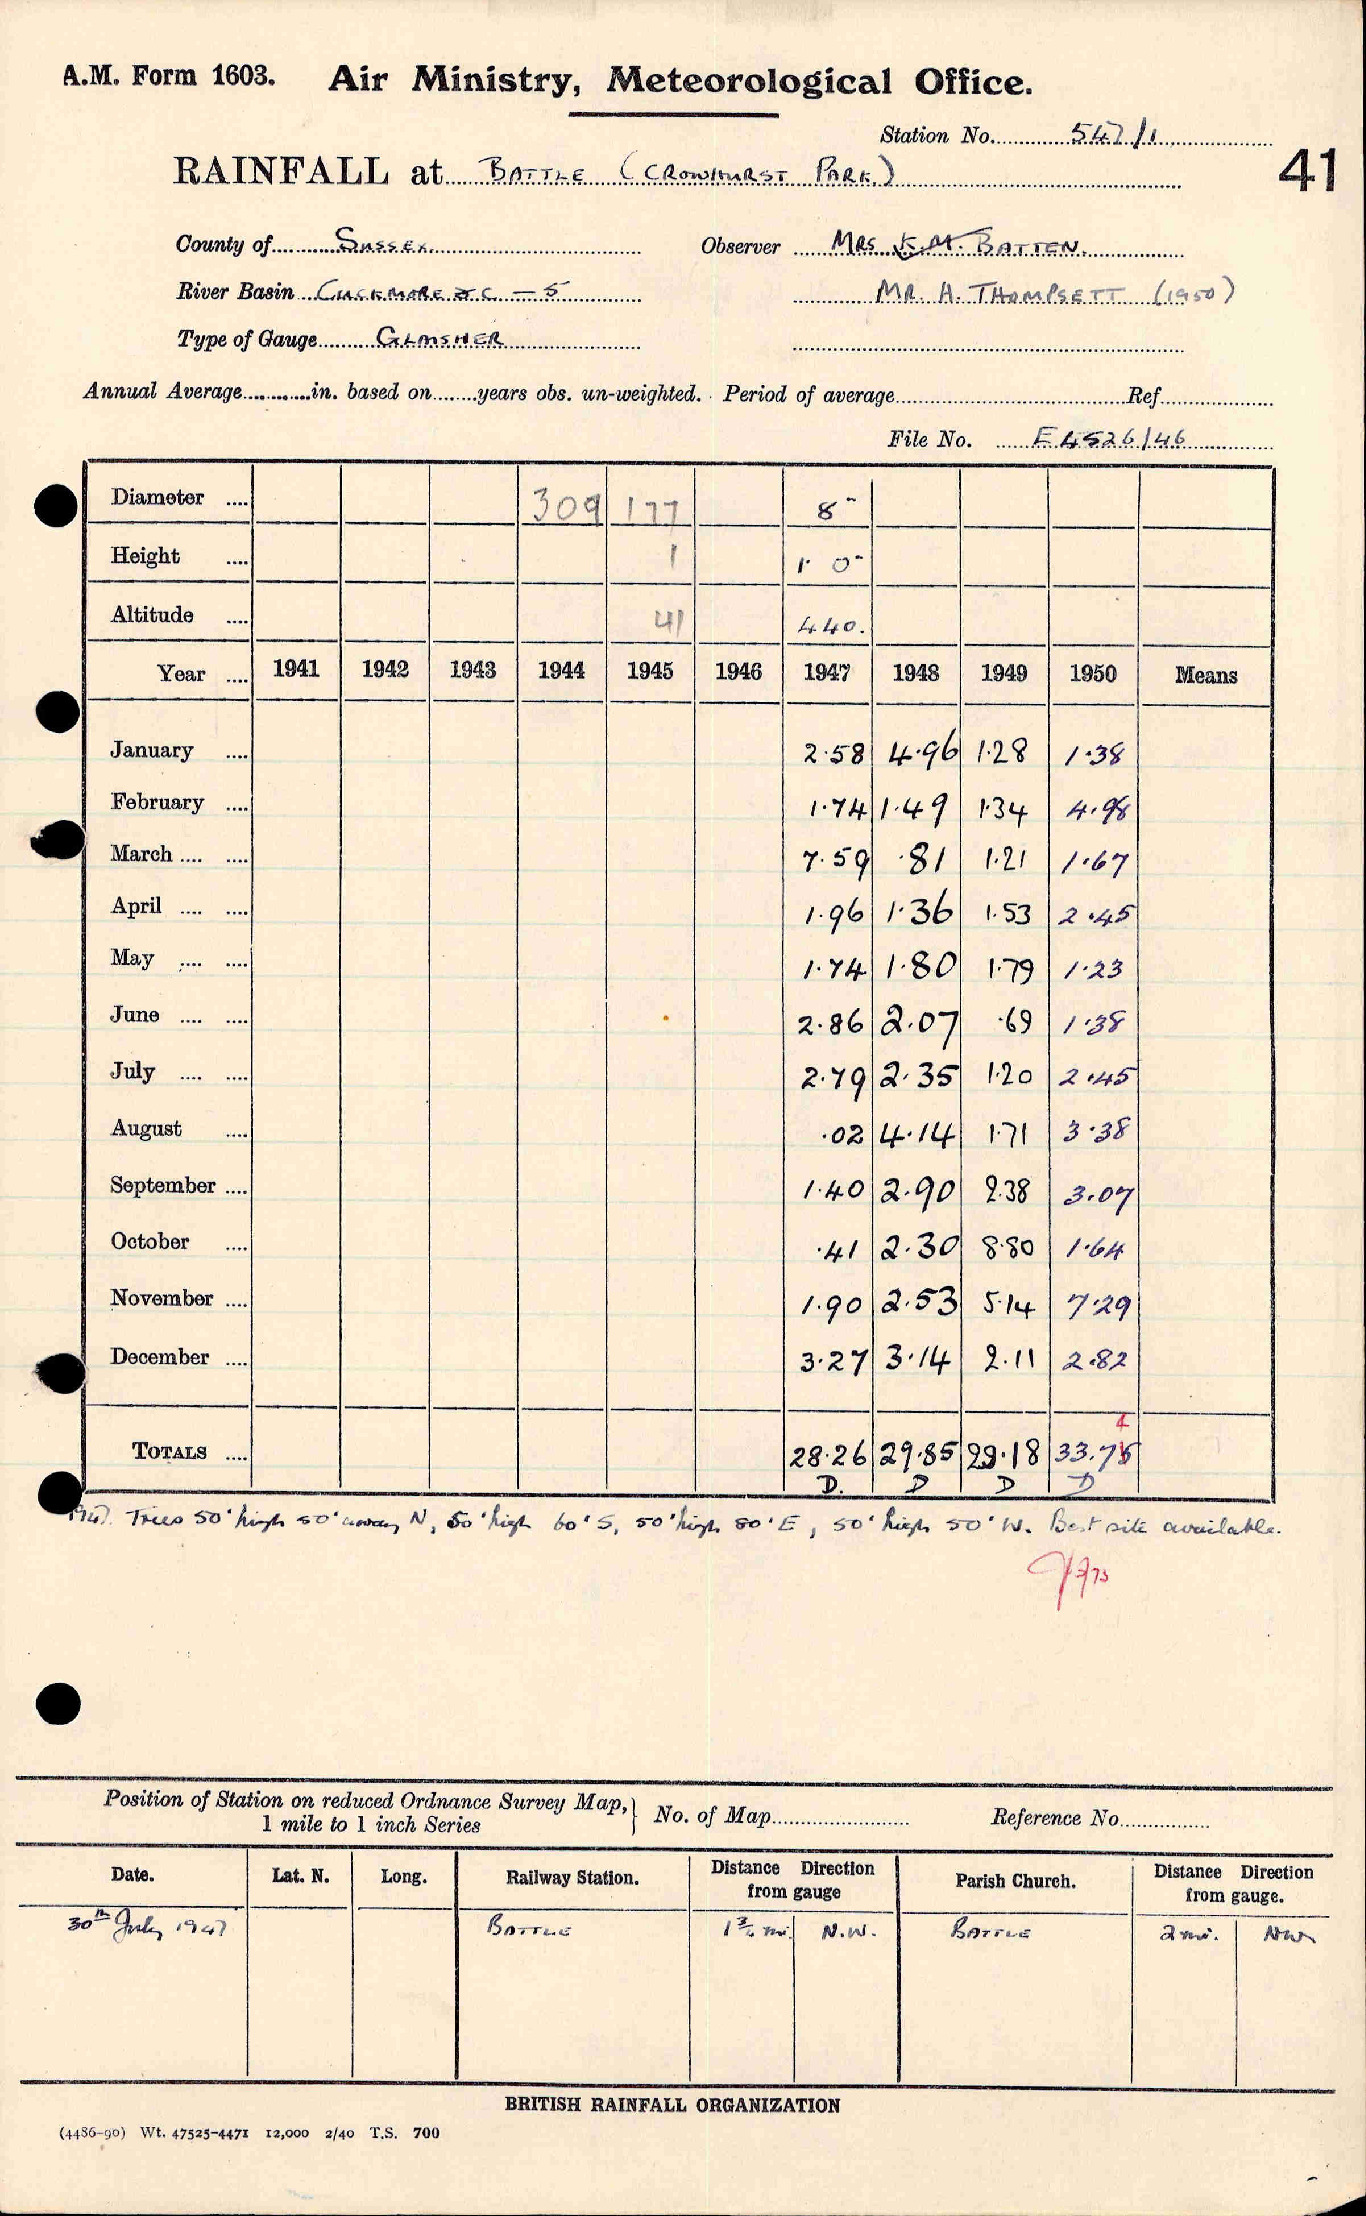 A.M. Form 1603. Air Ministry, Meteorological Office.
Station No. 547/1
RAINFALL at BATTLE (CROWHURST PARK.)
41
County of SUSSEX Observer MRS K.M. BATTEN.
River Basin CUCKMERE &C - 5 MR. H. THOMPSETT (1950)
Type of Gauge GLAISHER
Annual Average in. based on years obs. un-weighted. Period of average Ref
File No. E4526/46
Diameter .... 309 177 8"
Height .... 1 1' 0"
Altitude .... 41 440.
Year .... 1941 1942 1943 1944 1945 1946 1947 1948 1949 1950 Means
January .... 2.58 4.96 1.28 1.38
February .... 1.74 1.49 1.34 4.98
March .... .... 7.59 .81 1.21 1.67
April .... .... 1.96 1.36 1.53 2.45
May .... .... 1.74 1.80 1.79 1.23
June .... .... 2.86 2.07 .69 1.38
July .... .... 2.79 2.35 1.20 2.45
August .... .02 4.14 1.71 3.38
September .... 1.40 2.90 2.38 3.07
October .... .41 2.30 8.80 1.64
November .... 1.90 2.53 5.14 7.29
December .... 3.27 3.14 2.11 2.82
4
TOTALS .... 28.26 29.85 29.18 33.75
D. D D D
1947. Trees 50' high 50' away N, 50' high 60' S, 50' high 80' E, 50' high 50' W. Best site available.
Position of Station on reduced Ordnance Survey Map, 1 mile to 1 inch Series } No. of Map Reference No.
Date. Lat. N. Long. Railway Station. Distance Direction from gauge Parish Church. Distance Direction from gauge.
30th July 1947 BATTLE 1¾ mi. N.W. BATTLE 2 mi. NW
BRITISH RAINFALL ORGANIZATION
(4486-90) Wt. 47525-4471 12,000 2/40 T.S. 700